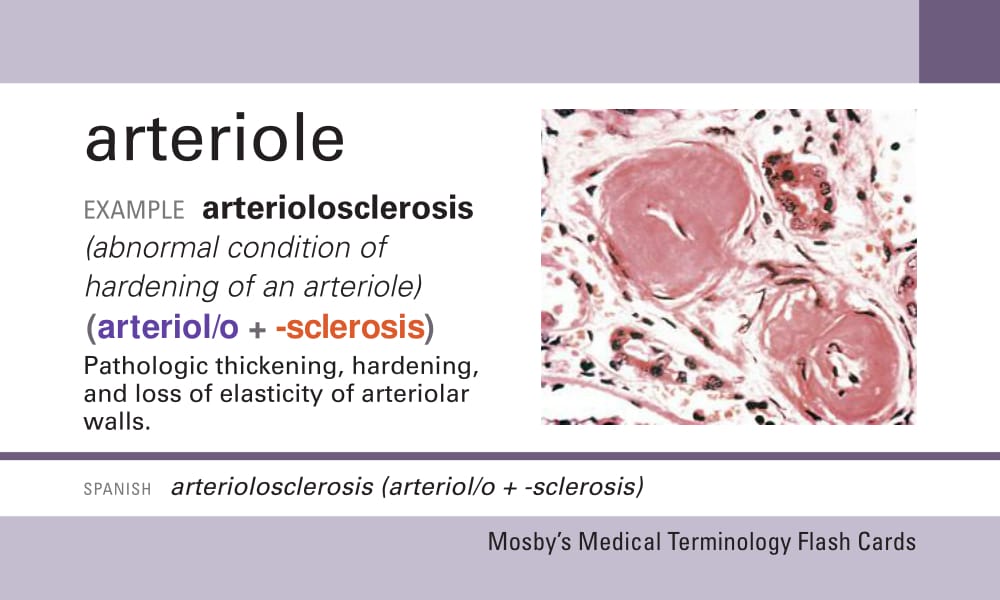 arteriole
EXAMPLE arteriolosclerosis
(abnormal condition of
hardening of an arteriole)
(arteriol/o + -sclerosis)
Pathologic thickening, hardening,
and loss of elasticity of arteriolar
walls.
SPANISH arteriolosclerosis (arteriol/o + -sclerosis)
Mosby's Medical Terminology Flash Cards